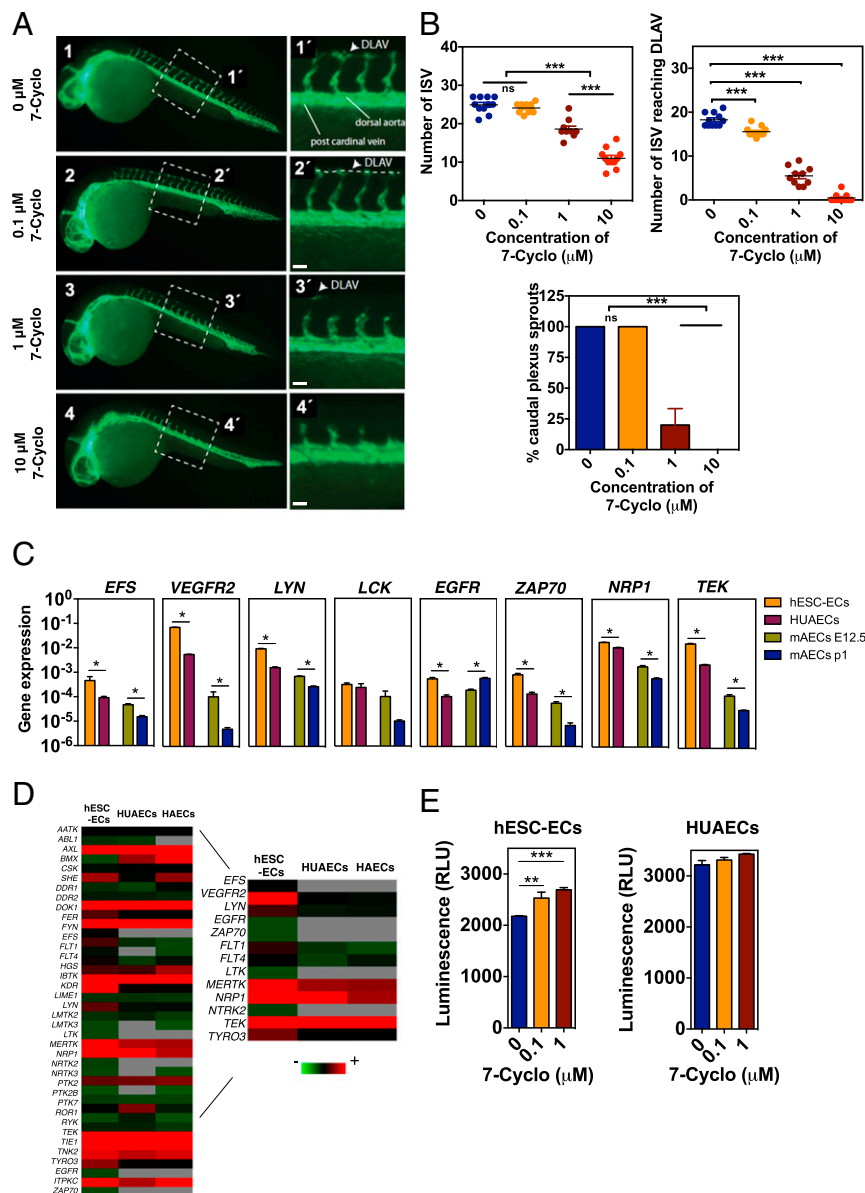 A
0 µM
7-Cyclo
1
1´
1´
DLAV
dorsal aorta
post cardinal vein
0.1 µM
7-Cyclo
2
2´
2´
DLAV
1 µM
7-Cyclo
3
3´
3´
DLAV
10 µM
7-Cyclo
4
4´
4´
B
Number of ISV
40
30
20
10
0
ns
***
***
0
0.1
1
10
Concentration of
7-Cyclo (µM)
Number of ISV reaching DLAV
30
20
10
0
***
***
***
0
0.1
1
10
Concentration of
7-Cyclo (µM)
% caudal plexus sprouts
125
100
75
50
25
0
ns
***
0
0.1
1
10
Concentration of
7-Cyclo (µM)
C
EFS
VEGFR2
LYN
LCK
EGFR
ZAP70
NRP1
TEK
Gene expression
10⁰
10⁻¹
10⁻²
10⁻³
10⁻⁴
10⁻⁵
10⁻⁶
* * * * * * * * * * * * * *
hESC-ECs
HUAECs
mAECs E12.5
mAECs p1
D
hESC
-ECs
HUAECs
HAECs
AATK
ABL1
AXL
BMX
CSK
SHE
DDR1
DDR2
DOK1
FER
FYN
EFS
FLT1
FLT4
HGS
IBTK
KDR
LIME1
LYN
LMTK2
LMTK3
LTK
MERTK
NRP1
NRTK2
NRTK3
PTK2
PTK2B
PTK7
ROR1
RYK
TEK
TIE1
TNK2
TYRO3
EGFR
ITPKC
ZAP70
hESC
-ECs
HUAECs
HAECs
EFS
VEGFR2
LYN
EGFR
ZAP70
FLT1
FLT4
LTK
MERTK
NRP1
NTRK2
TEK
TYRO3
- +
E
hESC-ECs
Luminescence (RLU)
3000
2000
1000
0
**
***
0
0.1
1
7-Cyclo (µM)
HUAECs
Luminescence (RLU)
3000
2000
1000
0
0
0.1
1
7-Cyclo (µM)